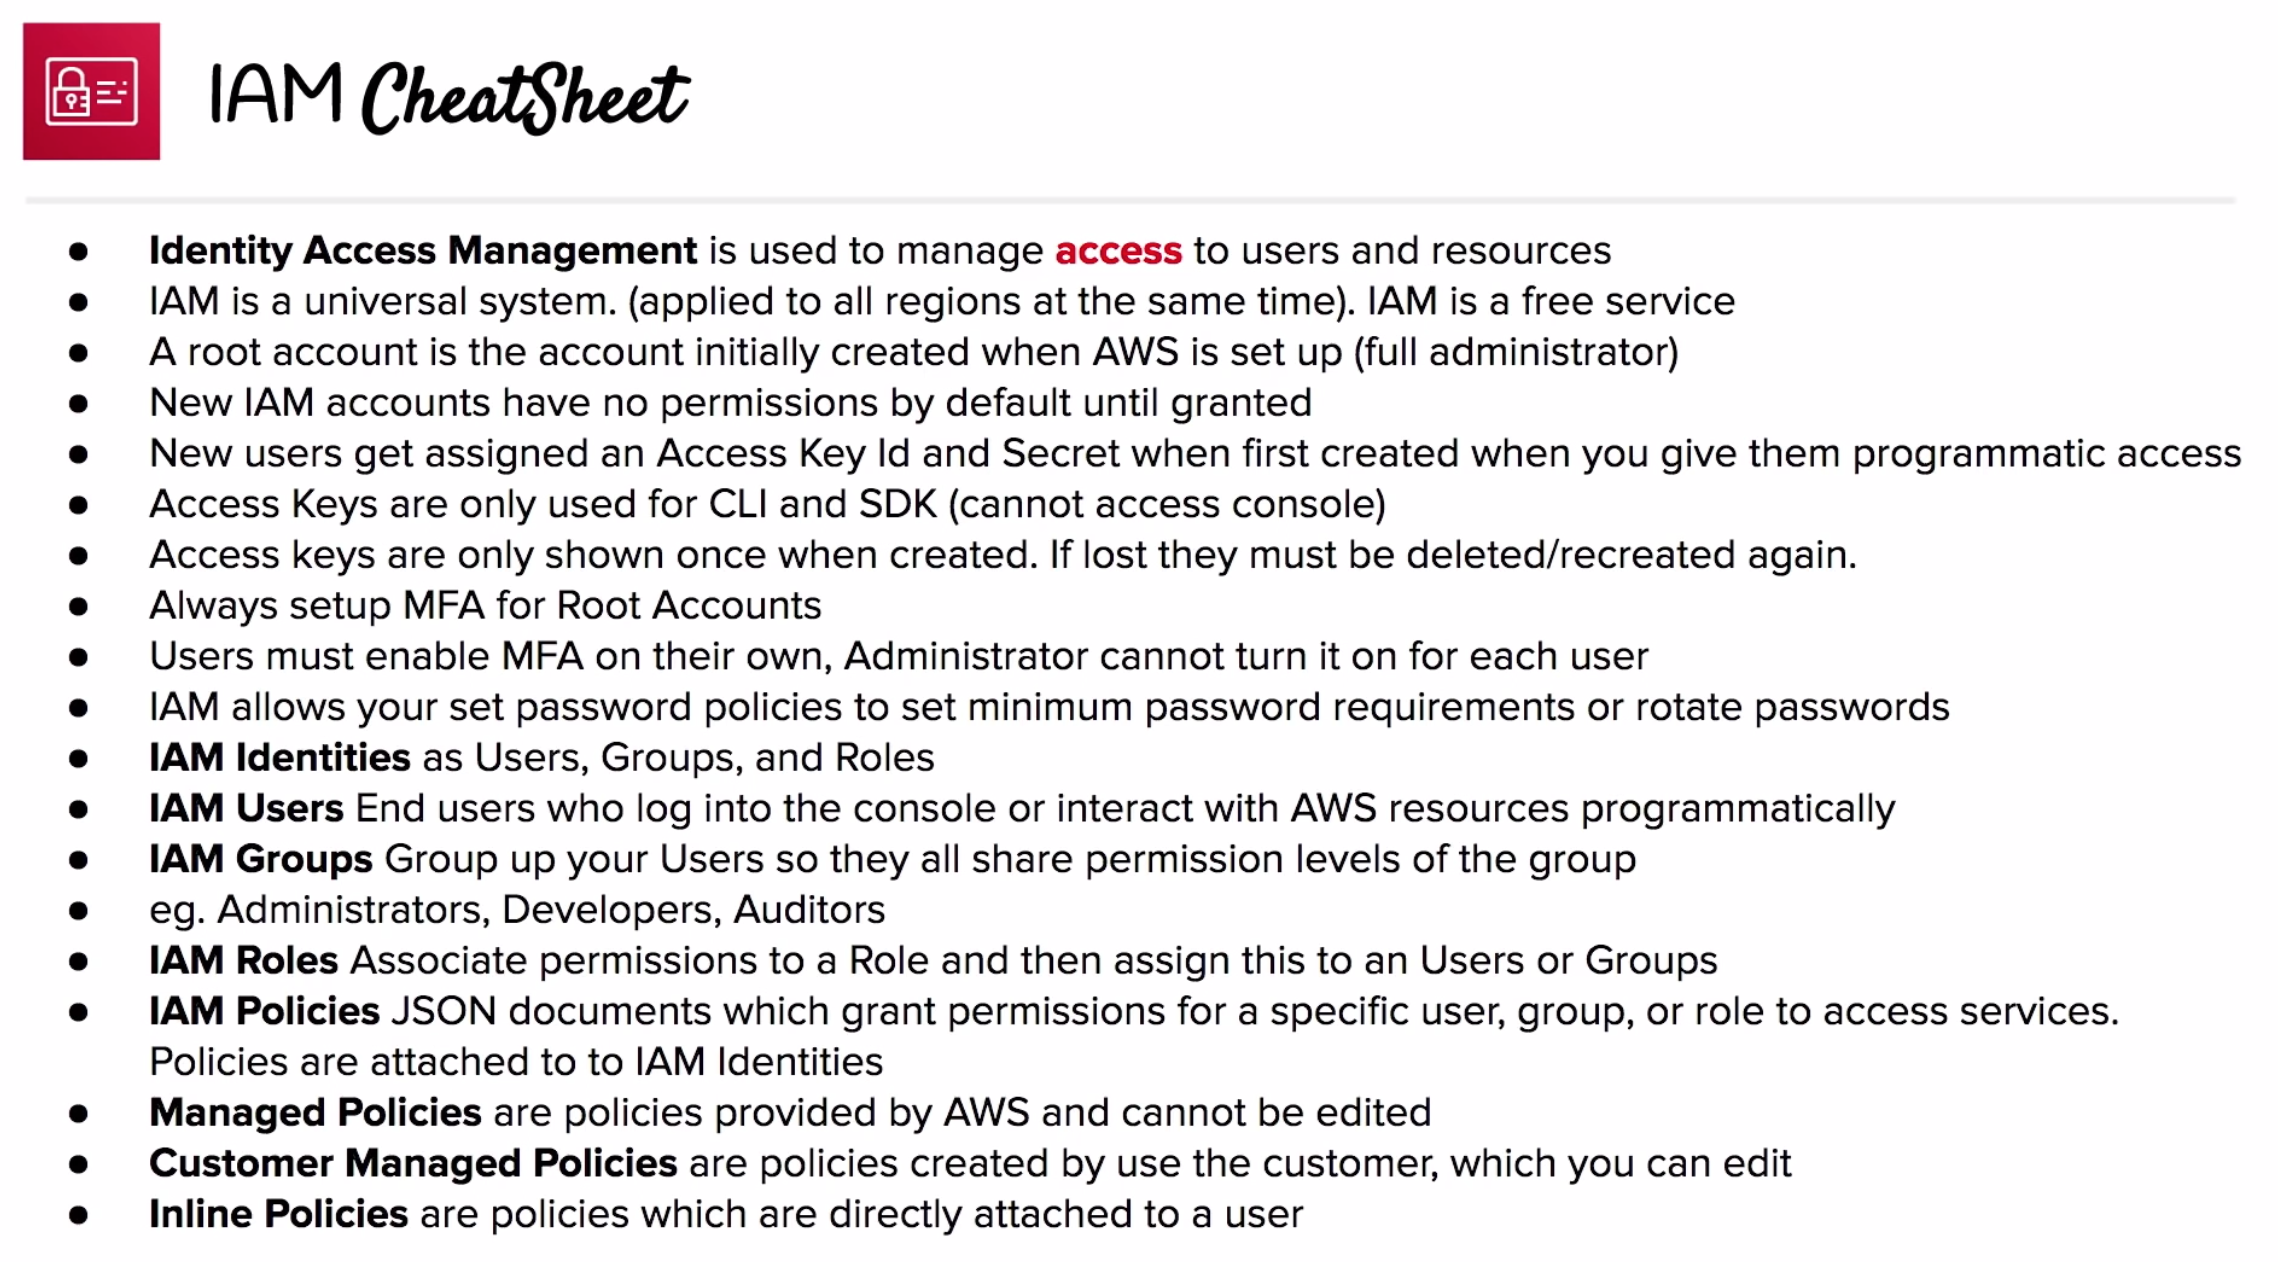 IAM CheatSheet
● Identity Access Management is used to manage access to users and resources
● IAM is a universal system. (applied to all regions at the same time). IAM is a free service
● A root account is the account initially created when AWS is set up (full administrator)
● New IAM accounts have no permissions by default until granted
● New users get assigned an Access Key Id and Secret when first created when you give them programmatic access
● Access Keys are only used for CLI and SDK (cannot access console)
● Access keys are only shown once when created. If lost they must be deleted/recreated again.
● Always setup MFA for Root Accounts
● Users must enable MFA on their own, Administrator cannot turn it on for each user
● IAM allows your set password policies to set minimum password requirements or rotate passwords
● IAM Identities as Users, Groups, and Roles
● IAM Users End users who log into the console or interact with AWS resources programmatically
● IAM Groups Group up your Users so they all share permission levels of the group
● eg. Administrators, Developers, Auditors
● IAM Roles Associate permissions to a Role and then assign this to an Users or Groups
● IAM Policies JSON documents which grant permissions for a specific user, group, or role to access services.
Policies are attached to to IAM Identities
● Managed Policies are policies provided by AWS and cannot be edited
● Customer Managed Policies are policies created by use the customer, which you can edit
● Inline Policies are policies which are directly attached to a user